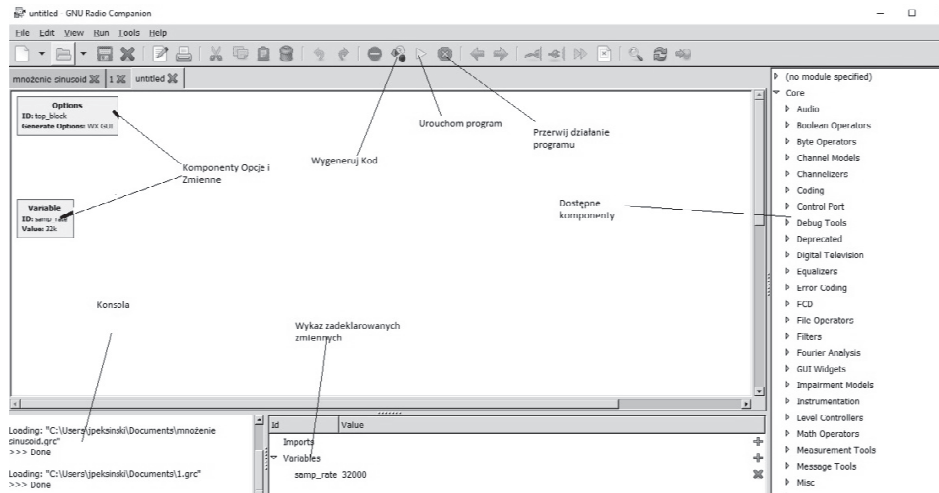 untitled - GNU Radio Companion
File Edit View Run Tools Help
mnożenie sinusoid
1
untitled
Options
ID: top_block
Generate Options: WX GUI
Variable
ID: samp_rate
Value: 32k
Komponenty Opcje i
Zmienne
Wygeneruj Kod
Urouchom program
Przerwij działanie
programu
Dostępne
komponenty
Konsola
Wykaz zadeklarowanych
zmiennych
(no module specified)
Core
Audio
Boolean Operators
Byte Operators
Channel Models
Channelizers
Coding
Control Port
Debug Tools
Deprecated
Digital Television
Equalizers
Error Coding
FCD
File Operators
Filters
Fourier Analysis
GUI Widgets
Impairment Models
Instrumentation
Level Controllers
Math Operators
Measurement Tools
Message Tools
Misc
Loading: "C:\Users\jpeksinski\Documents\mnożenie
sinusoid.grc"
>>> Done
Loading: "C:\Users\jpeksinski\Documents\1.grc"
>>> Done
Id Value
Imports
Variables
samp_rate 32000